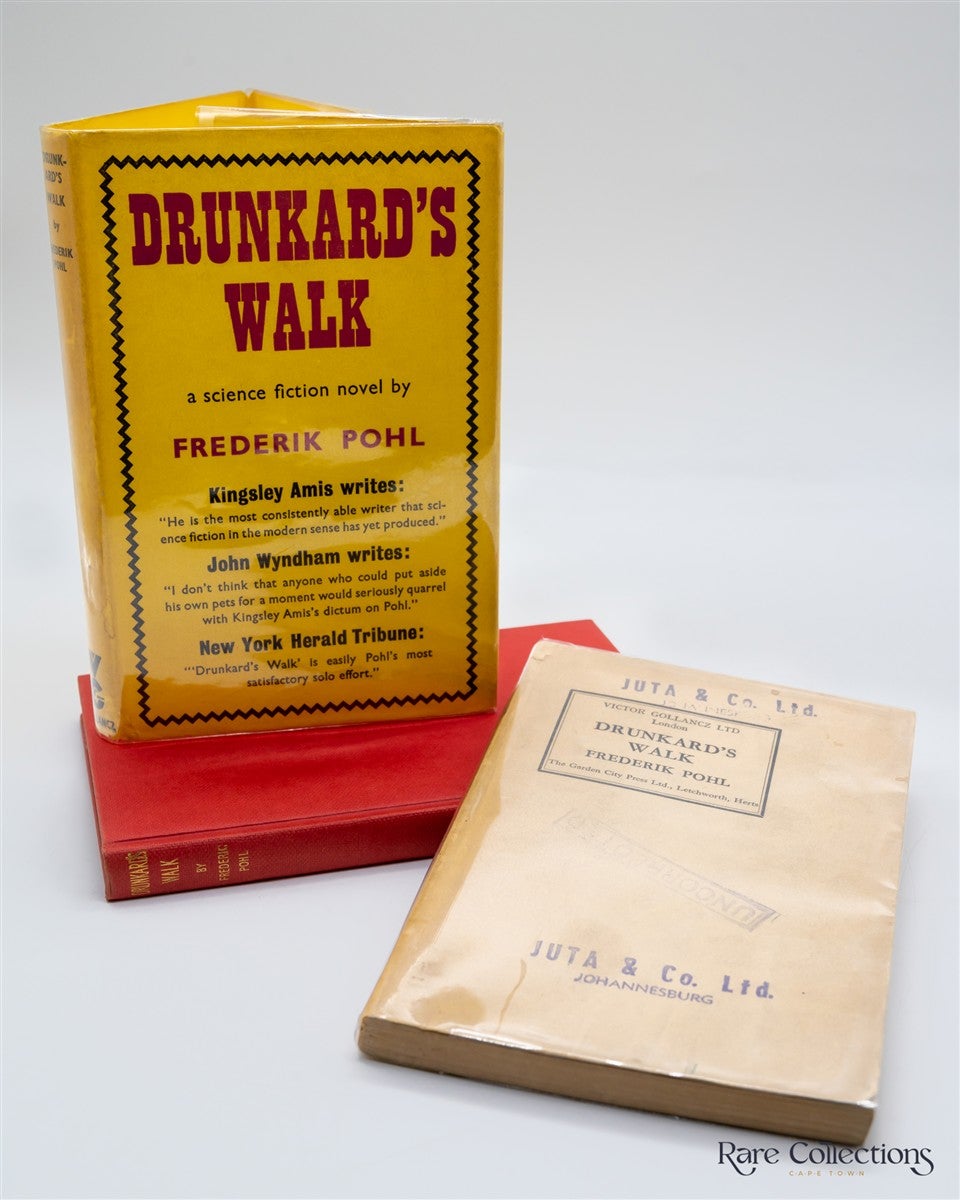 DRUNKARD'S
WALK
a science fiction novel by
FREDERIK POHL
Kingsley Amis writes:
"He is the most consistently able writer that sci-
ence fiction in the modern sense has yet produced."
John Wyndham writes:
"I don't think that anyone who could put aside
his own pets for a moment would seriously quarrel
with Kingsley Amis's dictum on Pohl."
New York Herald Tribune:
"'Drunkard's Walk' is easily Pohl's most
satisfactory solo effort."
WALK
by
POHL
DRUNKARD'S
WALK
BY
FREDERIC
POHL
JUTA & Co. Ltd.
VICTOR GOLLANCZ LTD
London
DRUNKARD'S
WALK
FREDERIK POHL
The Garden City Press Ltd., Letchworth, Herts
JUTA & Co. Ltd.
JOHANNESBURG
Rare Collections
CAPE TOWN